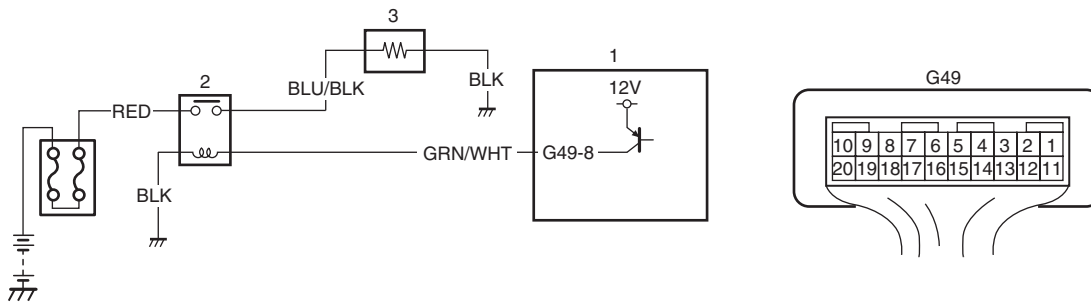 3
1
G49
2
12V
BLU/BLK
BLK
RED
10 9 8 7 6 5 4 3 2 1
GRN/WHT
G49-8
20 19 18 17 16 15 14 13 12 11
BLK